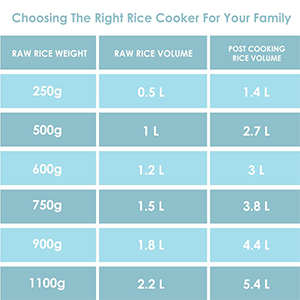 Choosing The Right Rice Cooker For Your Family
RAW RICE WEIGHT RAW RICE VOLUME POST COOKING RICE VOLUME
250g 0.5 L 1.4 L
500g 1 L 2.7 L
600g 1.2 L 3 L
750g 1.5 L 3.8 L
900g 1.8 L 4.4 L
1100g 2.2 L 5.4 L